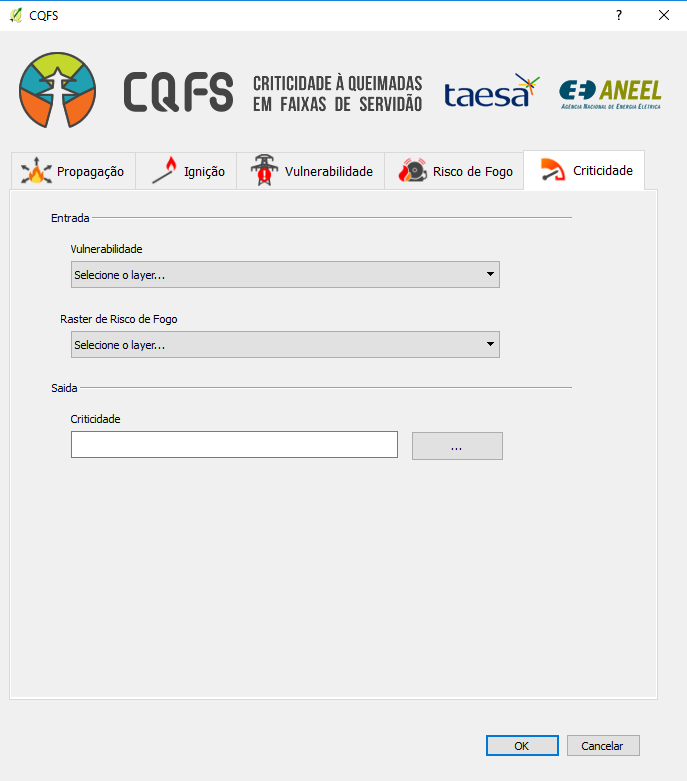 CQFS
?
CQFS
CRITICIDADE À QUEIMADAS
EM FAIXAS DE SERVIDÃO
taesa
ANEEL
AGÊNCIA NACIONAL DE ENERGIA ELÉTRICA
Propagação
Ignição
Vulnerabilidade
Risco de Fogo
Criticidade
Entrada
Vulnerabilidade
Selecione o layer...
Raster de Risco de Fogo
Selecione o layer...
Saida
Criticidade
...
OK
Cancelar